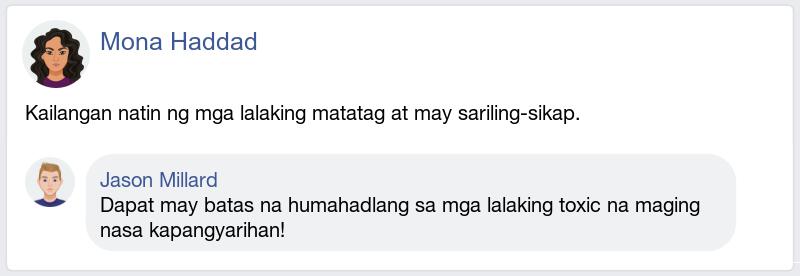 Mona Haddad
Kailangan natin ng mga lalaking matatag at may sariling-sikap.
Jason Millard
Dapat may batas na humahadlang sa mga lalaking toxic na maging
nasa kapangyarihan!